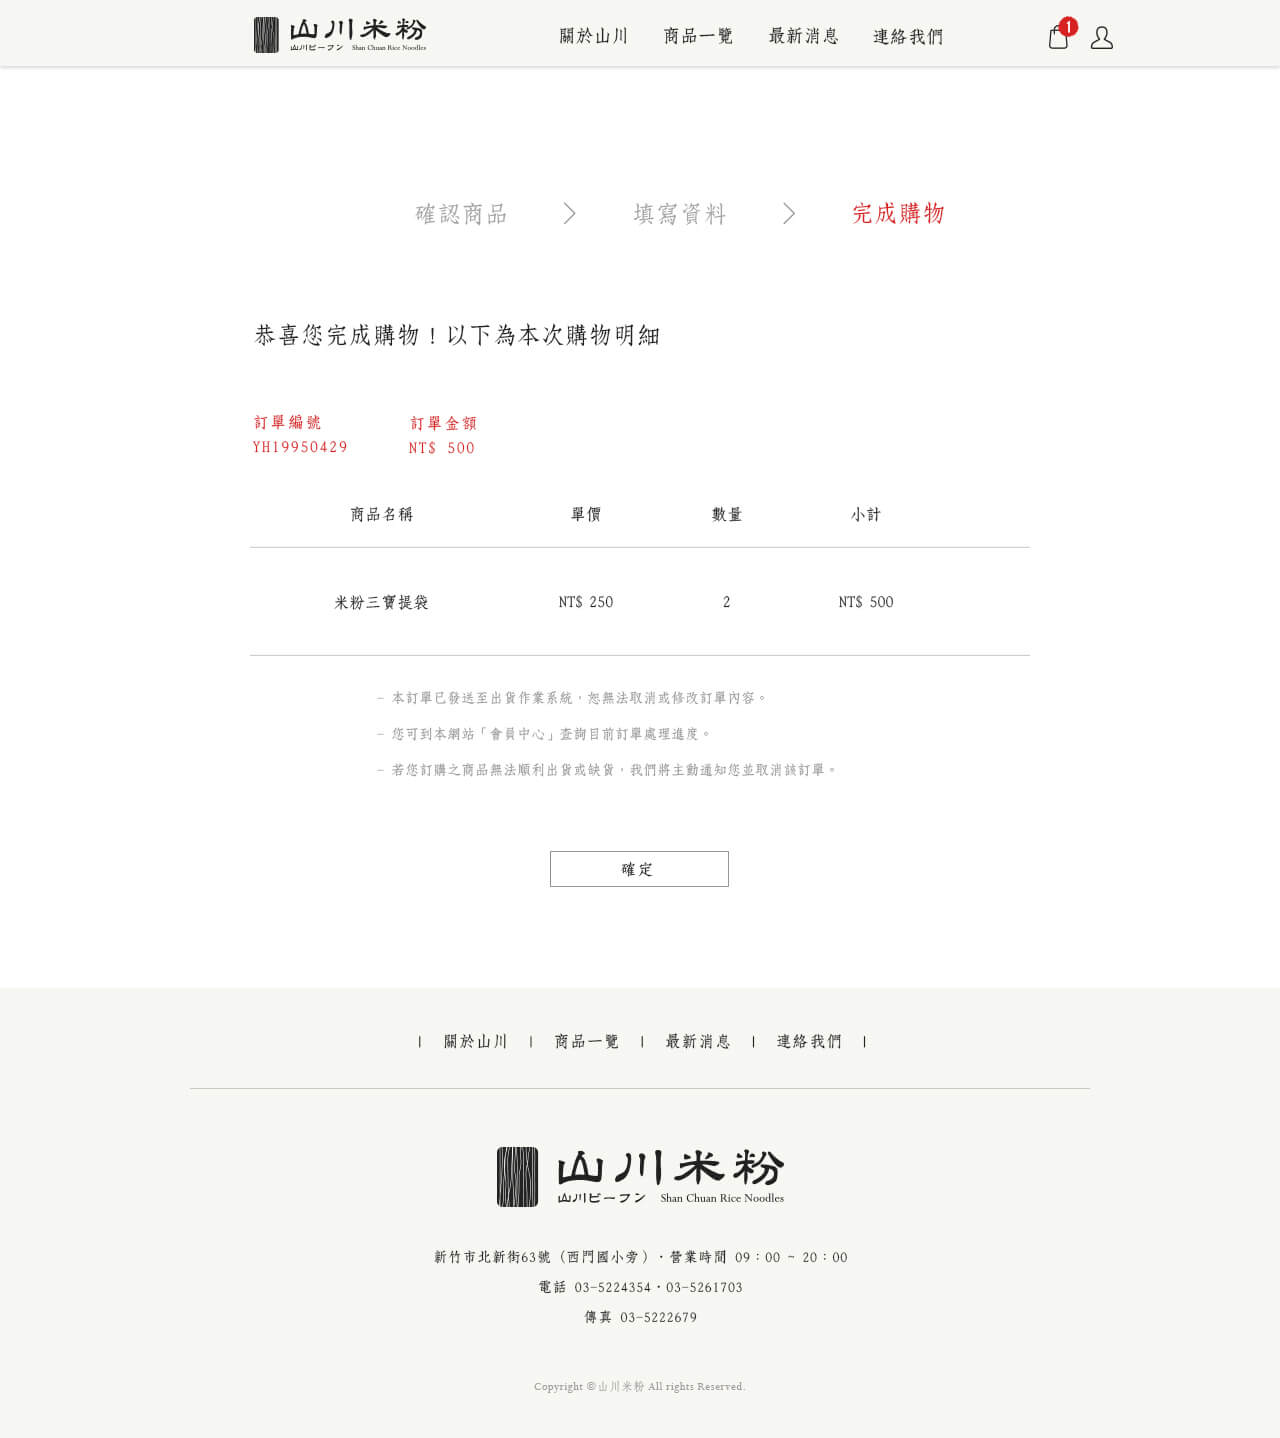 山川米粉
山川ビーフン Shan Chuan Rice Noodles
關於山川 商品一覽 最新消息 連絡我們
1
確認商品 > 填寫資料 > 完成購物
恭喜您完成購物！以下為本次購物明細
訂單編號 訂單金額
YH19950429 NT$ 500
商品名稱 單價 數量 小計
米粉三寶提袋 NT$ 250 2 NT$ 500
- 本訂單已發送至出貨作業系統，恕無法取消或修改訂單內容。
- 您可到本網站「會員中心」查詢目前訂單處理進度。
- 若您訂購之商品無法順利出貨或缺貨，我們將主動通知您並取消該訂單。
確定
| 關於山川 | 商品一覽 | 最新消息 | 連絡我們 |
山川米粉
山川ビーフン Shan Chuan Rice Noodles
新竹市北新街63號（西門國小旁）・營業時間 09：00 ~ 20：00
電話 03-5224354・03-5261703
傳真 03-5222679
Copyright ©山川米粉 All rights Reserved.